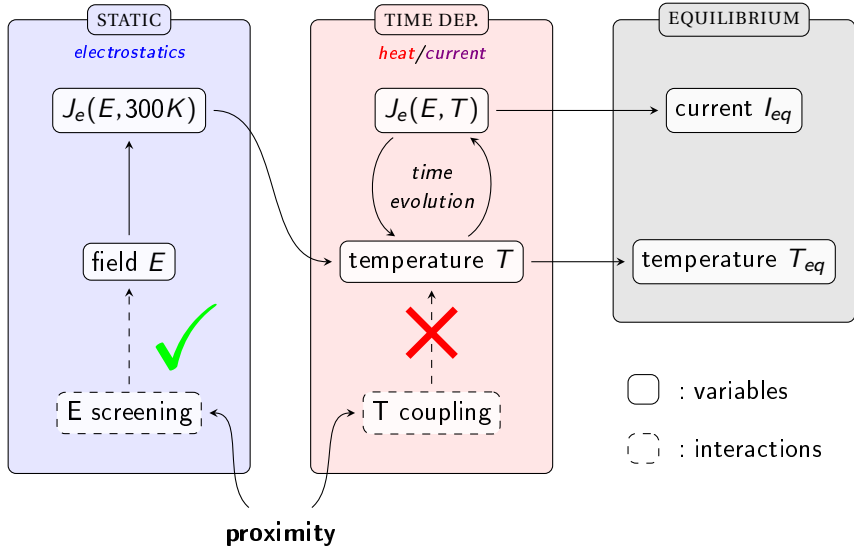 STATIC
electrostatics
J_e(E, 300K)
field E
E screening
TIME DEP.
heat/current
J_e(E, T)
time
evolution
temperature T
T coupling
EQUILIBRIUM
current I_eq
temperature T_eq
: variables
: interactions
proximity